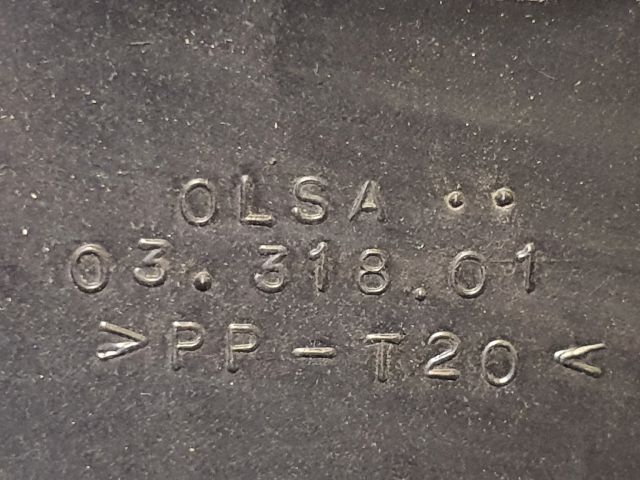 OLSA ..
03.318.01
>PP-T20<